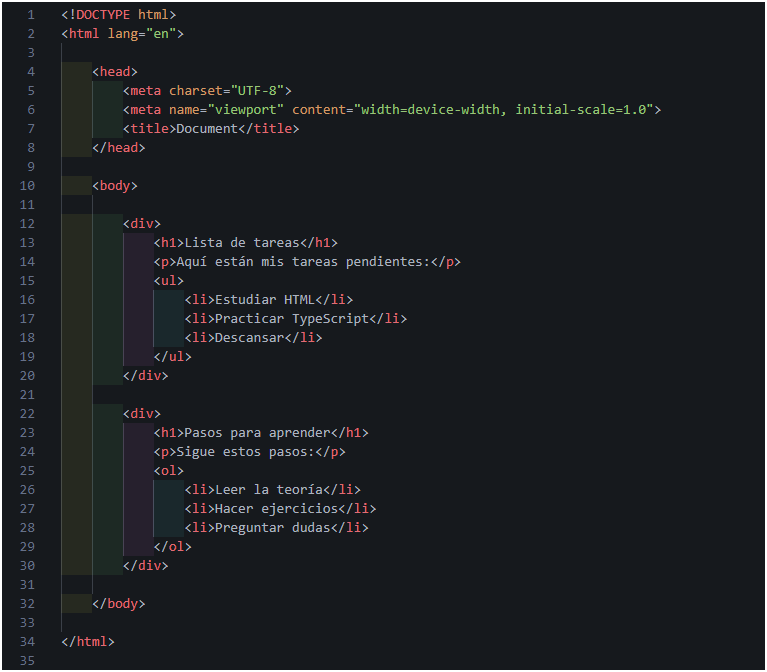 1 <!DOCTYPE html>
2 <html lang="en">
3
4 <head>
5 <meta charset="UTF-8">
6 <meta name="viewport" content="width=device-width, initial-scale=1.0">
7 <title>Document</title>
8 </head>
9
10 <body>
11
12 <div>
13 <h1>Lista de tareas</h1>
14 <p>Aquí están mis tareas pendientes:</p>
15 <ul>
16 <li>Estudiar HTML</li>
17 <li>Practicar TypeScript</li>
18 <li>Descansar</li>
19 </ul>
20 </div>
21
22 <div>
23 <h1>Pasos para aprender</h1>
24 <p>Sigue estos pasos:</p>
25 <ol>
26 <li>Leer la teoría</li>
27 <li>Hacer ejercicios</li>
28 <li>Preguntar dudas</li>
29 </ol>
30 </div>
31
32 </body>
33
34 </html>
35